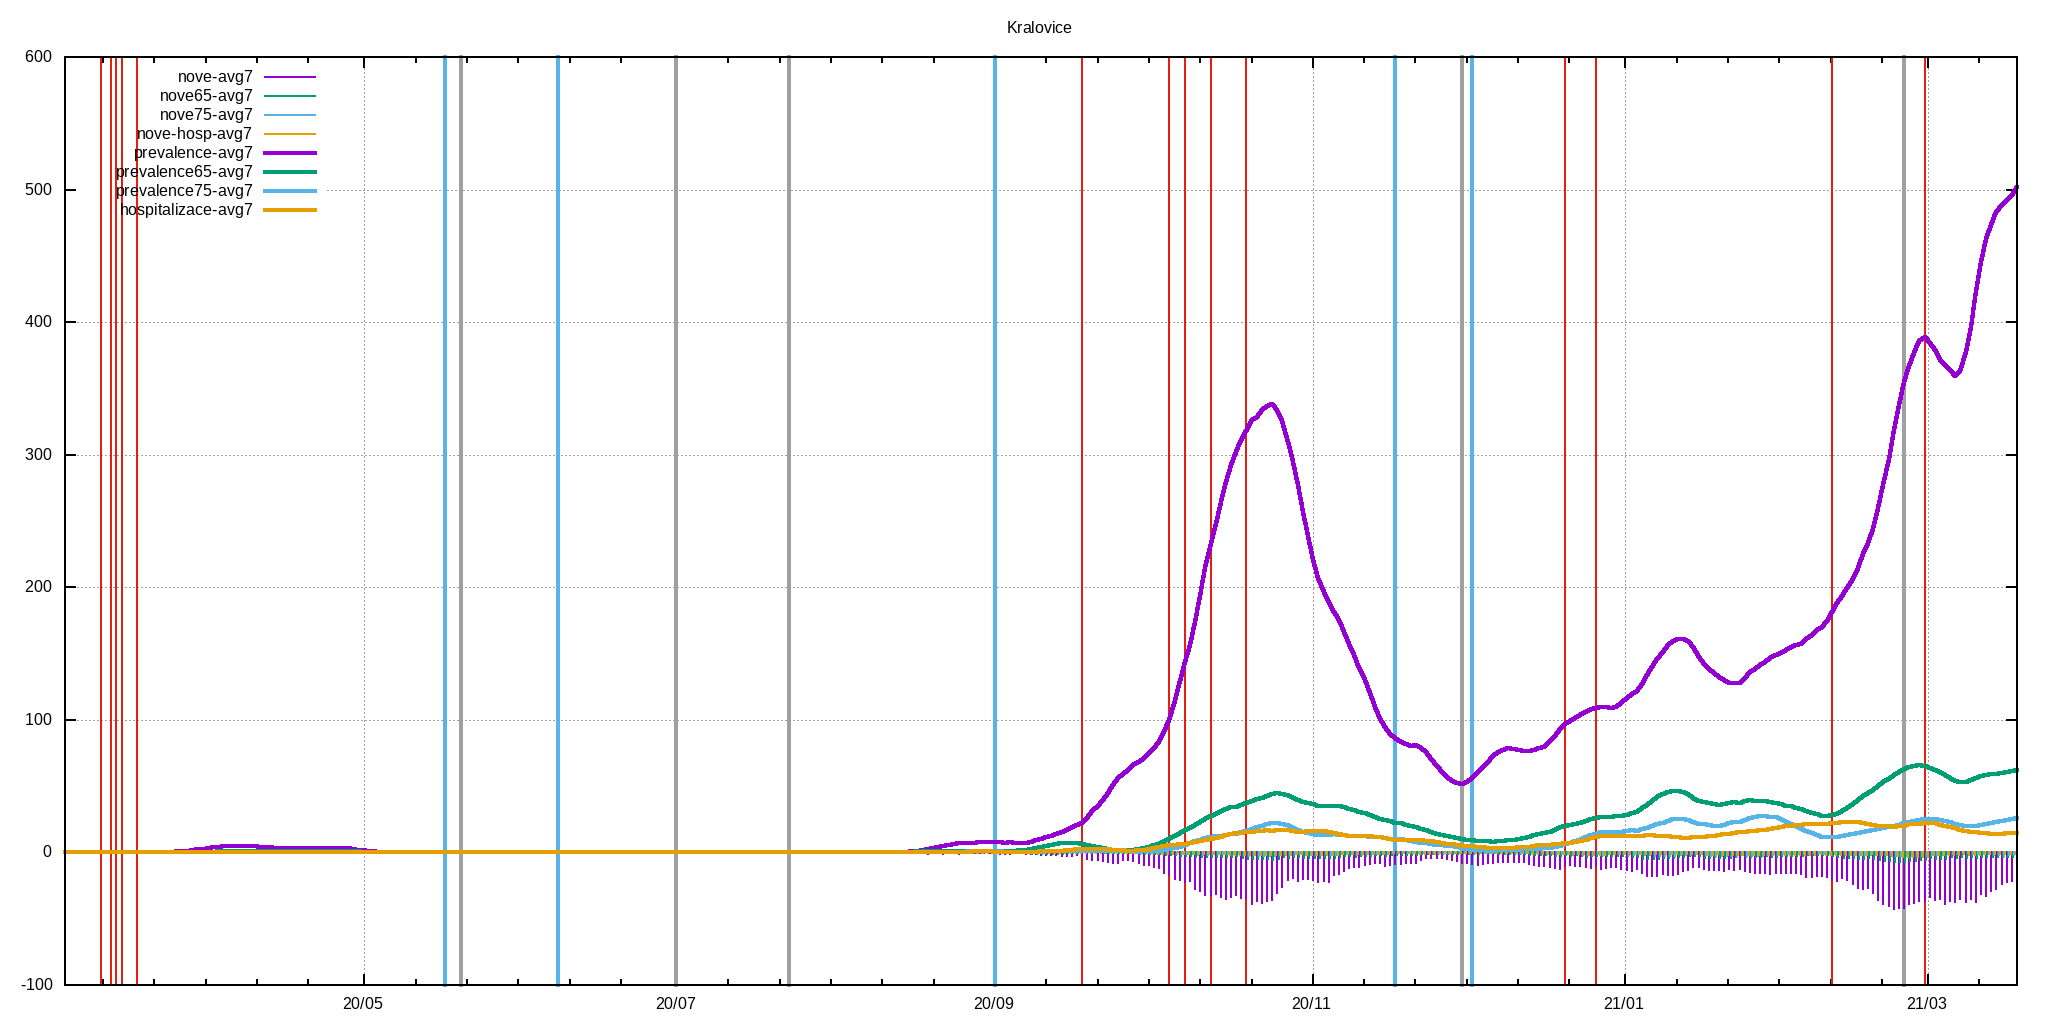 Kralovice
600
500
400
300
200
100
0
-100
nove-avg7
nove65-avg7
nove75-avg7
nove-hosp-avg7
prevalence-avg7
prevalence65-avg7
prevalence75-avg7
hospitalizace-avg7
20/05 20/07 20/09 20/11 21/01 21/03